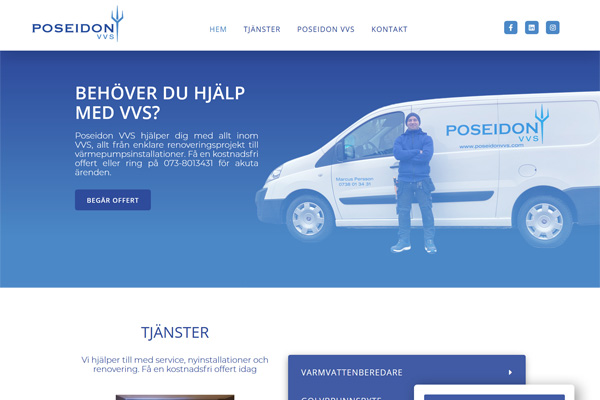 POSEIDON
VVS
HEM
TJÄNSTER
POSEIDON VVS
KONTAKT
BEHÖVER DU HJÄLP
MED VVS?
Poseidon VVS hjälper dig med allt inom
VVS, allt från enklare renoveringsprojekt till
värmepumpsinstallationer. Få en kostnadsfri
offert eller ring på 073-8013431 för akuta
ärenden.
BEGÄR OFFERT
POSEIDON
VVS
www.poseidonvvs.com
Marcus Persson
0738 01 34 31
TJÄNSTER
Vi hjälper till med service, nyinstallationer och
renovering. Få en kostnadsfri offert idag
VARMVATTENBEREDARE
GOLVBRUNNSBYTE